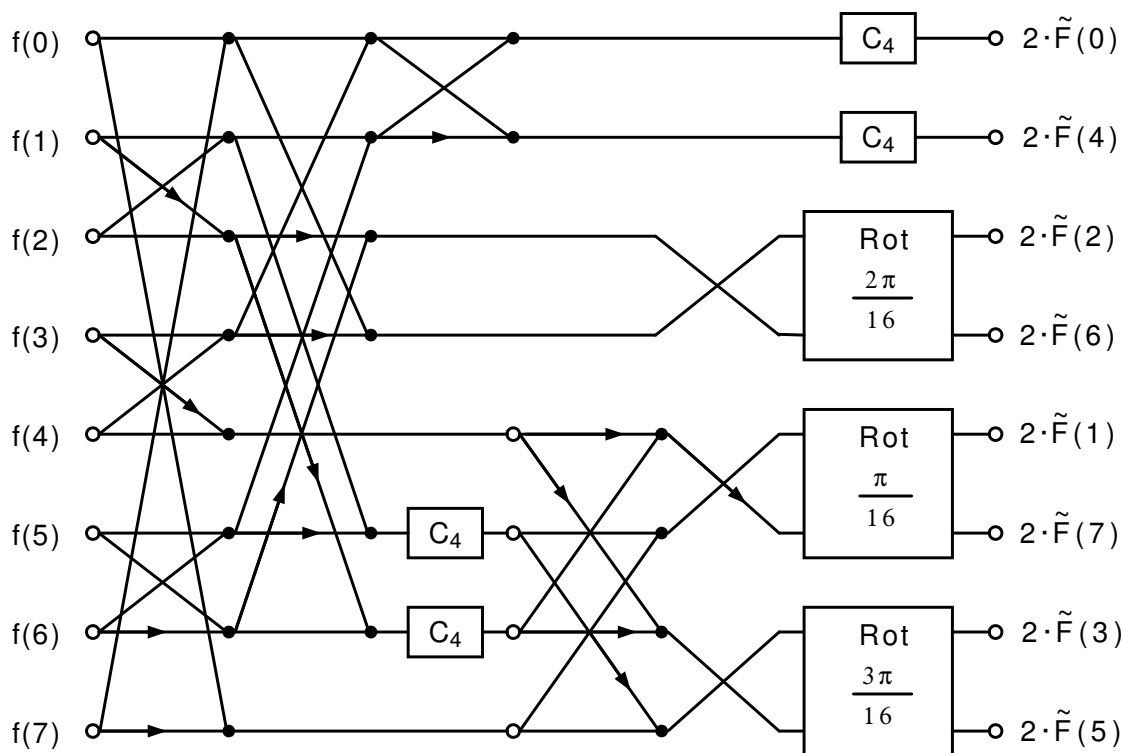 f(0)
C₄
2·F̃(0)
f(1)
C₄
2·F̃(4)
f(2)
Rot
2π
16
2·F̃(2)
f(3)
2·F̃(6)
f(4)
Rot
π
16
2·F̃(1)
f(5)
C₄
2·F̃(7)
f(6)
C₄
Rot
3π
16
2·F̃(3)
f(7)
2·F̃(5)